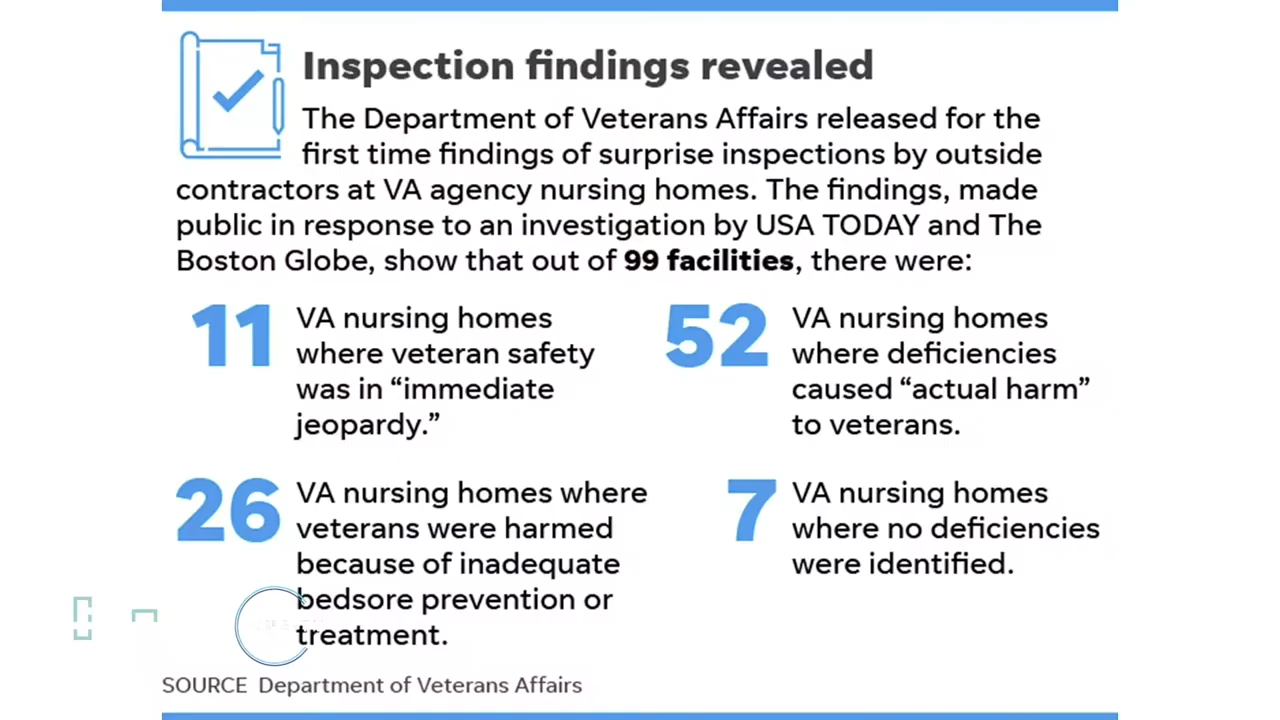 Inspection findings revealed
The Department of Veterans Affairs released for the
first time findings of surprise inspections by outside
contractors at VA agency nursing homes. The findings, made
public in response to an investigation by USA TODAY and The
Boston Globe, show that out of 99 facilities, there were:
11
VA nursing homes
where veteran safety
was in “immediate
jeopardy.”
52
VA nursing homes
where deficiencies
caused “actual harm”
to veterans.
26
VA nursing homes where
veterans were harmed
because of inadequate
bedsore prevention or
treatment.
7
VA nursing homes
where no deficiencies
were identified.
SOURCE Department of Veterans Affairs